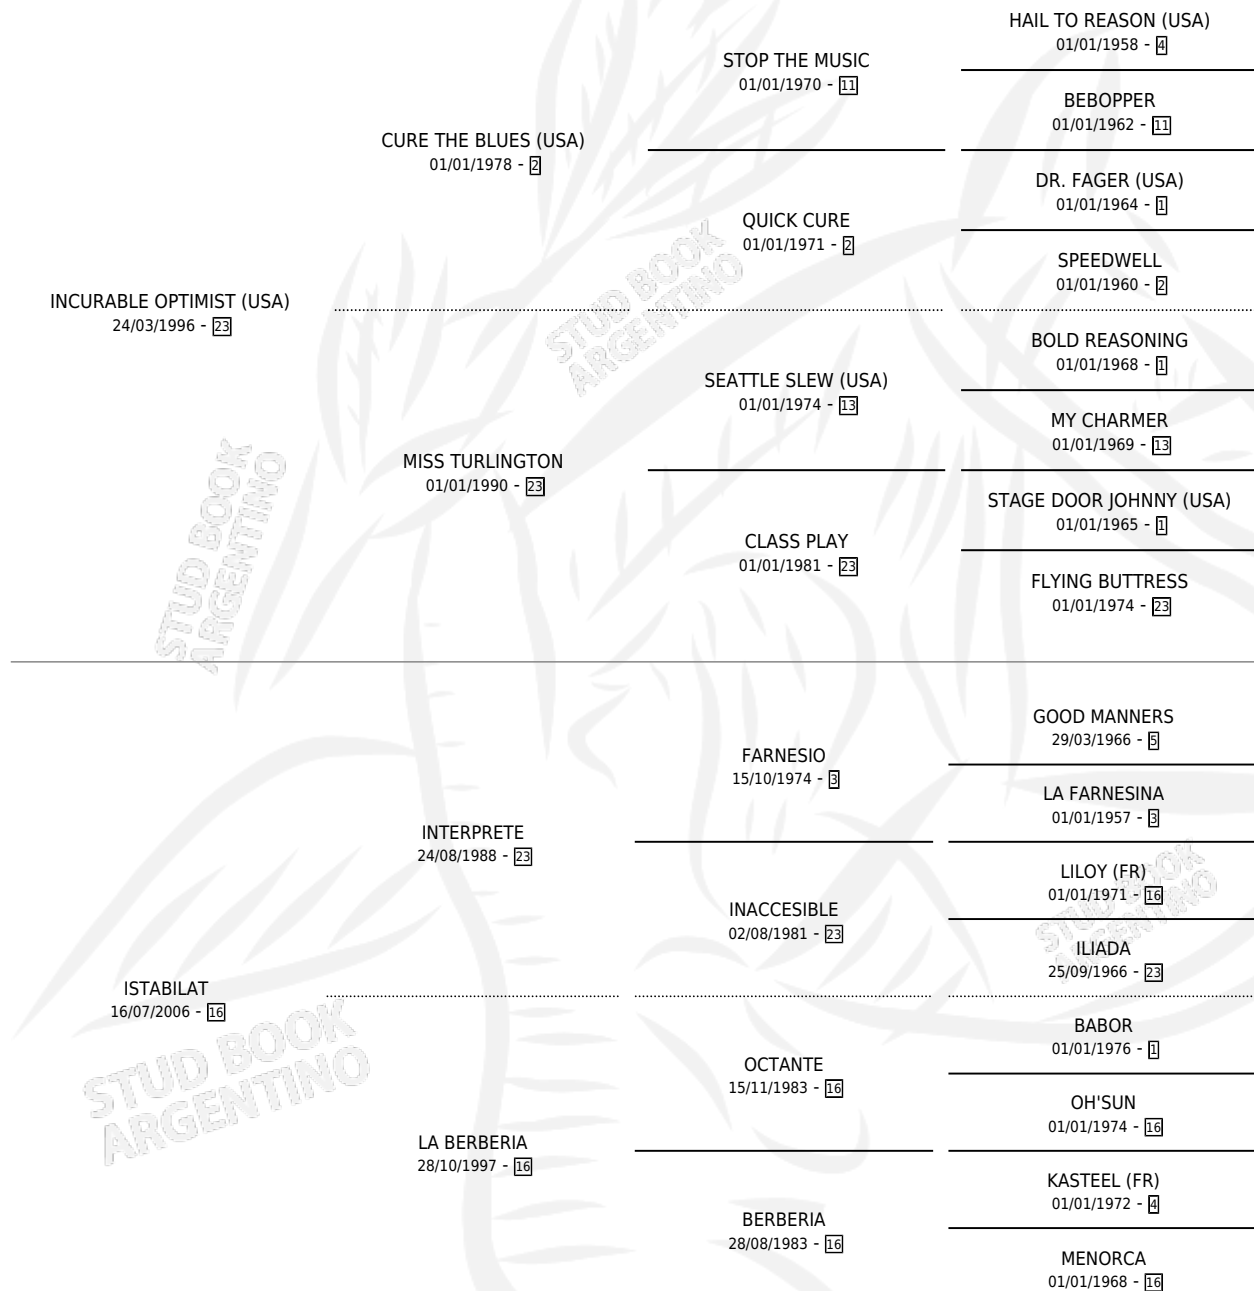 HAIL TO REASON (USA)
01/01/1958 - 4
STOP THE MUSIC
01/01/1970 - 11
BEBOPPER
01/01/1962 - 11
CURE THE BLUES (USA)
01/01/1978 - 2
DR. FAGER (USA)
01/01/1964 - 1
QUICK CURE
01/01/1971 - 2
SPEEDWELL
01/01/1960 - 2
INCURABLE OPTIMIST (USA)
24/03/1996 - 23
BOLD REASONING
01/01/1968 - 1
SEATTLE SLEW (USA)
01/01/1974 - 13
MY CHARMER
01/01/1969 - 13
MISS TURLINGTON
01/01/1990 - 23
STAGE DOOR JOHNNY (USA)
01/01/1965 - 1
CLASS PLAY
01/01/1981 - 23
FLYING BUTTRESS
01/01/1974 - 23
GOOD MANNERS
29/03/1966 - 5
FARNESIO
15/10/1974 - 3
LA FARNESINA
01/01/1957 - 3
INTERPRETE
24/08/1988 - 23
LILOY (FR)
01/01/1971 - 16
INACCESIBLE
02/08/1981 - 23
ILIADA
25/09/1966 - 23
ISTABILAT
16/07/2006 - 16
BABOR
01/01/1976 - 1
OCTANTE
15/11/1983 - 16
OH'SUN
01/01/1974 - 16
LA BERBERIA
28/10/1997 - 16
KASTEEL (FR)
01/01/1972 - 4
BERBERIA
28/08/1983 - 16
MENORCA
01/01/1968 - 16
STUD BOOK
ARGENTINO
STUD BOOK
ARGENTINO
STUD BOOK
ARGENTINO
STUD BOOK
ARGENTINO